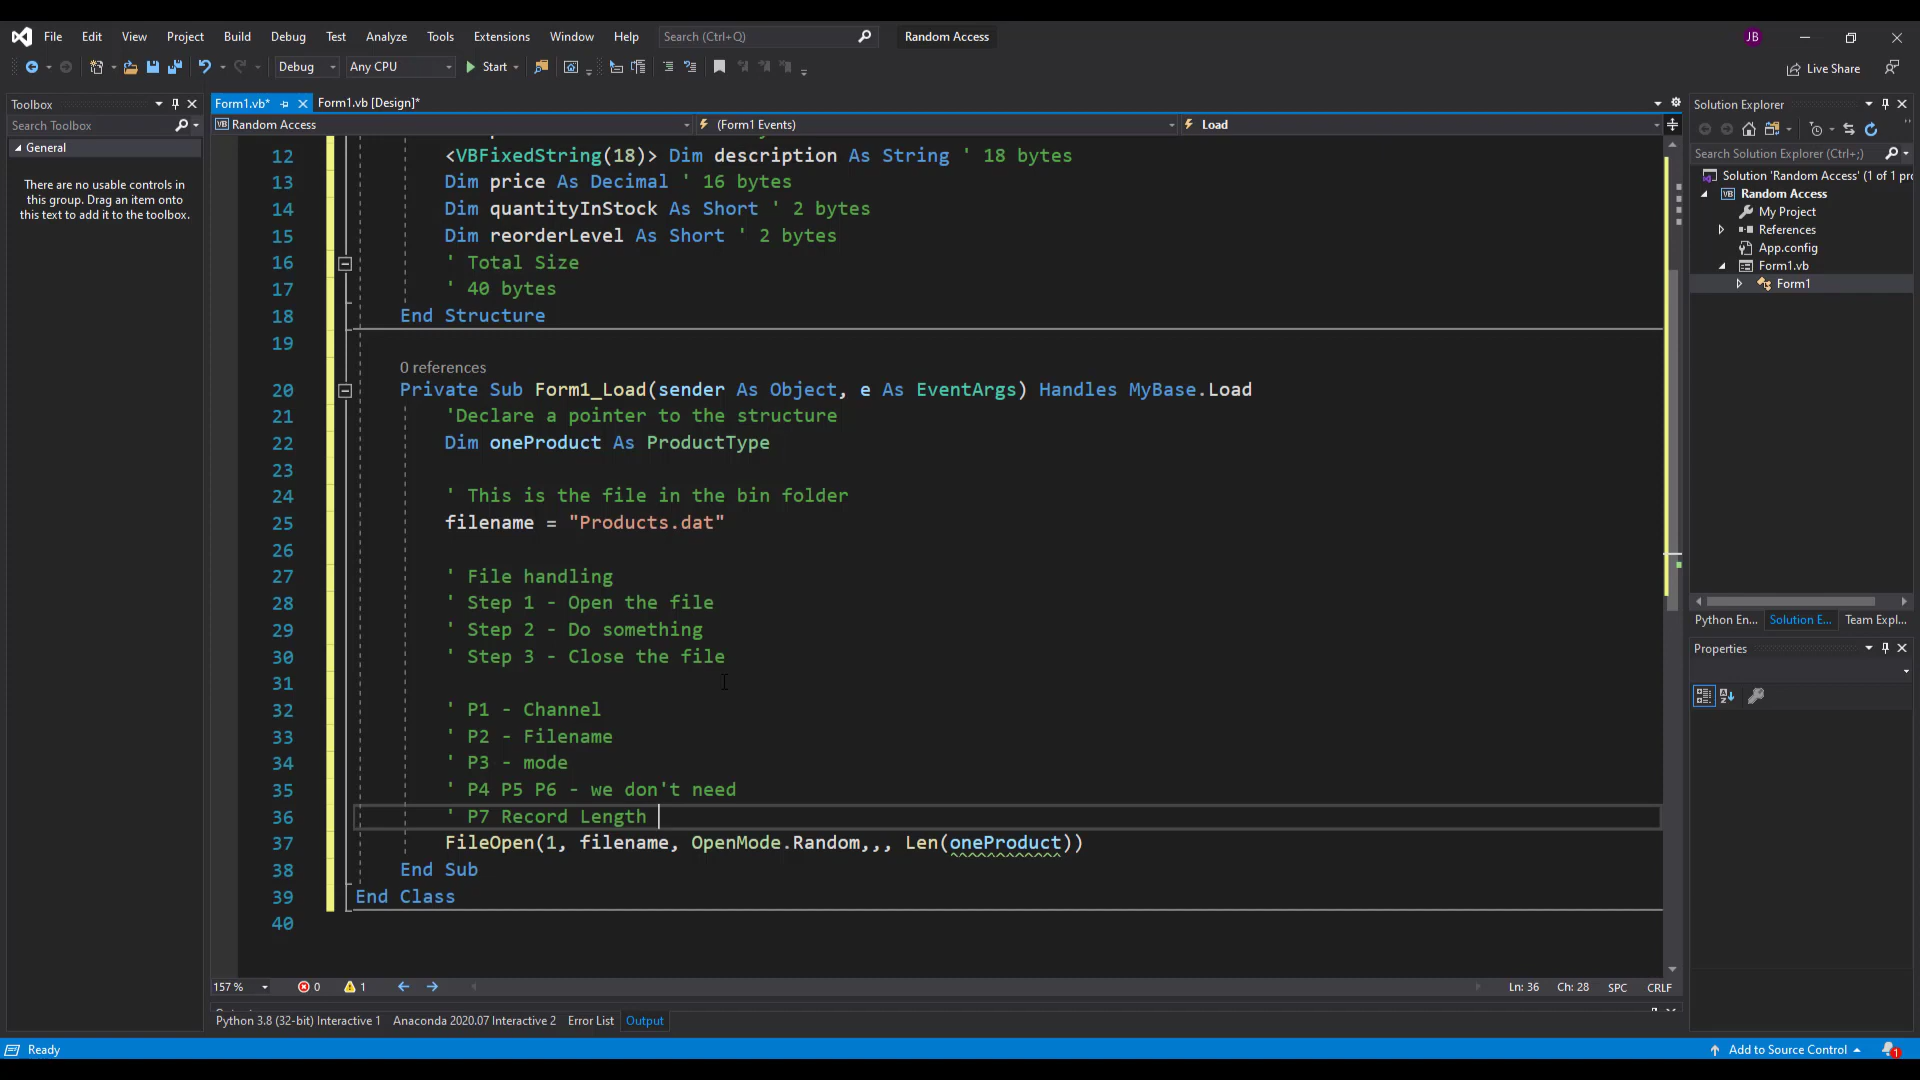 File Edit View Project Build Debug Test Analyze Tools Extensions Window Help Search (Ctrl+Q) Random Access JB
Debug Any CPU Start Live Share
Toolbox
Search Toolbox
General
There are no usable controls in
this group. Drag an item onto
this text to add it to the toolbox.
Form1.vb* Form1.vb [Design]*
VB Random Access (Form1 Events) Load
12 <VBFixedString(18)> Dim description As String ' 18 bytes
13 Dim price As Decimal ' 16 bytes
14 Dim quantityInStock As Short ' 2 bytes
15 Dim reorderLevel As Short ' 2 bytes
16 ' Total Size
17 ' 40 bytes
18 End Structure
19
0 references
20 Private Sub Form1_Load(sender As Object, e As EventArgs) Handles MyBase.Load
21 'Declare a pointer to the structure
22 Dim oneProduct As ProductType
23
24 ' This is the file in the bin folder
25 filename = "Products.dat"
26
27 ' File handling
28 ' Step 1 - Open the file
29 ' Step 2 - Do something
30 ' Step 3 - Close the file
31
32 ' P1 - Channel
33 ' P2 - Filename
34 ' P3 - mode
35 ' P4 P5 P6 - we don't need
36 ' P7 Record Length
37 FileOpen(1, filename, OpenMode.Random,,, Len(oneProduct))
38 End Sub
39 End Class
40
157 % 0 1 Ln: 36 Ch: 28 SPC CRLF
Python 3.8 (32-bit) Interactive 1 Anaconda 2020.07 Interactive 2 Error List Output
Solution Explorer
Search Solution Explorer (Ctrl+;)
Solution 'Random Access' (1 of 1 pro
VB Random Access
My Project
References
App.config
Form1.vb
Form1
Python En... Solution E... Team Expl...
Properties
Ready Add to Source Control 1